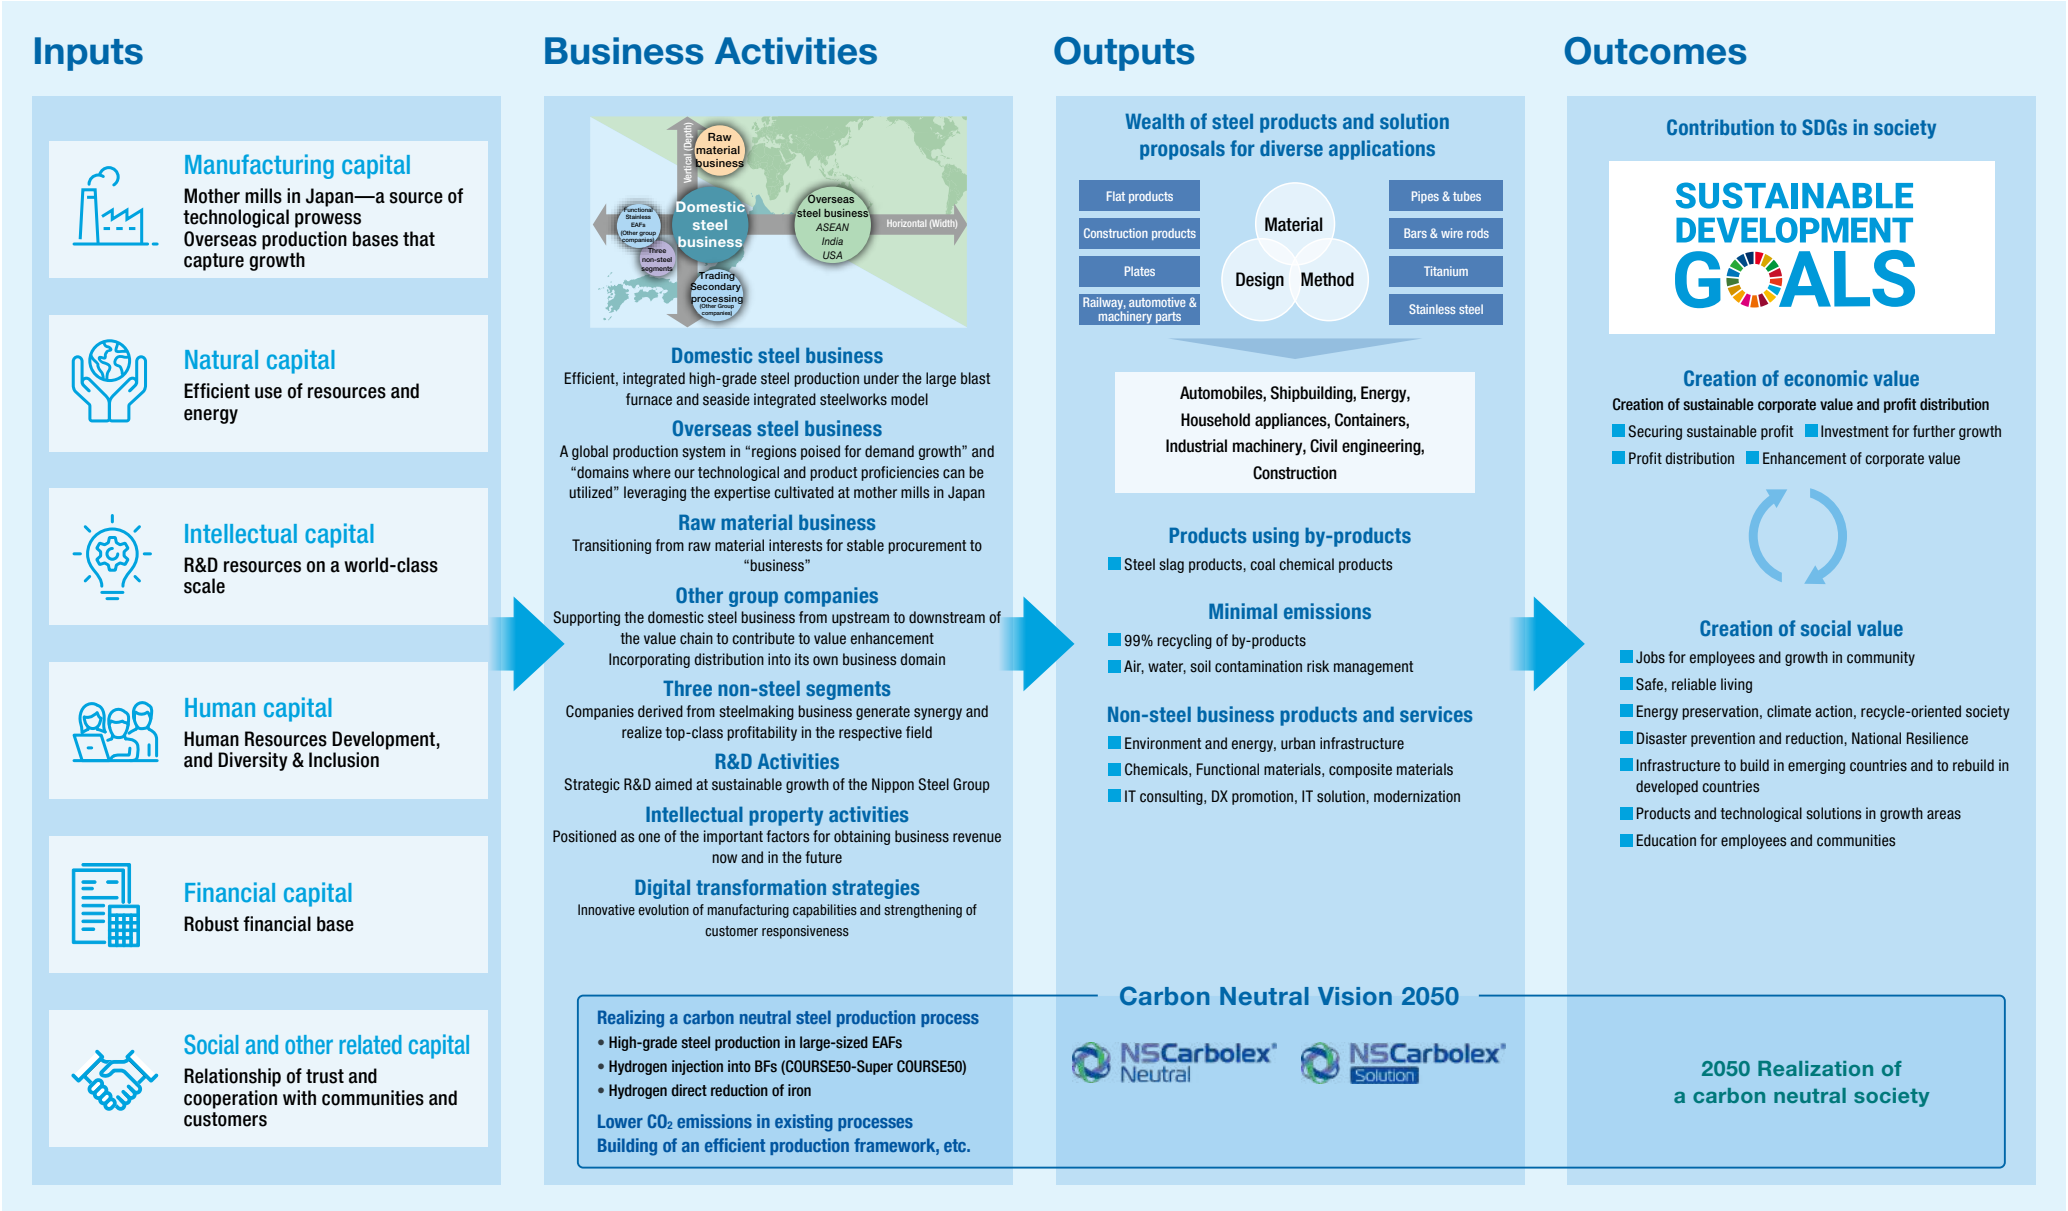 Inputs
Manufacturing capital
Mother mills in Japan—a source of
technological prowess
Overseas production bases that
capture growth
Natural capital
Efficient use of resources and
energy
Intellectual capital
R&D resources on a world-class
scale
Human capital
Human Resources Development,
and Diversity & Inclusion
Financial capital
Robust financial base
Social and other related capital
Relationship of trust and
cooperation with communities and
customers
Business Activities
Vertical (Depth)
Raw
material
business
Functional
Stainless
EAFs
(Other group
companies)
Domestic
steel
business
Overseas
steel business
ASEAN
India
USA
Horizontal (Width)
Three
non-steel
segments
Trading
Secondary
processing
(Other Group
companies)
Domestic steel business
Efficient, integrated high-grade steel production under the large blast
furnace and seaside integrated steelworks model
Overseas steel business
A global production system in “regions poised for demand growth” and
“domains where our technological and product proficiencies can be
utilized” leveraging the expertise cultivated at mother mills in Japan
Raw material business
Transitioning from raw material interests for stable procurement to
“business”
Other group companies
Supporting the domestic steel business from upstream to downstream of
the value chain to contribute to value enhancement
Incorporating distribution into its own business domain
Three non-steel segments
Companies derived from steelmaking business generate synergy and
realize top-class profitability in the respective field
R&D Activities
Strategic R&D aimed at sustainable growth of the Nippon Steel Group
Intellectual property activities
Positioned as one of the important factors for obtaining business revenue
now and in the future
Digital transformation strategies
Innovative evolution of manufacturing capabilities and strengthening of
customer responsiveness
Outputs
Wealth of steel products and solution
proposals for diverse applications
Flat products
Construction products
Plates
Railway, automotive &
machinery parts
Material
Design
Method
Pipes & tubes
Bars & wire rods
Titanium
Stainless steel
Automobiles, Shipbuilding, Energy,
Household appliances, Containers,
Industrial machinery, Civil engineering,
Construction
Products using by-products
Steel slag products, coal chemical products
Minimal emissions
99% recycling of by-products
Air, water, soil contamination risk management
Non-steel business products and services
Environment and energy, urban infrastructure
Chemicals, Functional materials, composite materials
IT consulting, DX promotion, IT solution, modernization
Outcomes
Contribution to SDGs in society
SUSTAINABLE
DEVELOPMENT
GOALS
Creation of economic value
Creation of sustainable corporate value and profit distribution
Securing sustainable profit Investment for further growth
Profit distribution Enhancement of corporate value
Creation of social value
Jobs for employees and growth in community
Safe, reliable living
Energy preservation, climate action, recycle-oriented society
Disaster prevention and reduction, National Resilience
Infrastructure to build in emerging countries and to rebuild in
developed countries
Products and technological solutions in growth areas
Education for employees and communities
Carbon Neutral Vision 2050
Realizing a carbon neutral steel production process
• High-grade steel production in large-sized EAFs
• Hydrogen injection into BFs (COURSE50-Super COURSE50)
• Hydrogen direct reduction of iron
Lower CO₂ emissions in existing processes
Building of an efficient production framework, etc.
NSCarbolex®
Neutral
NSCarbolex®
Solution
2050 Realization of
a carbon neutral society